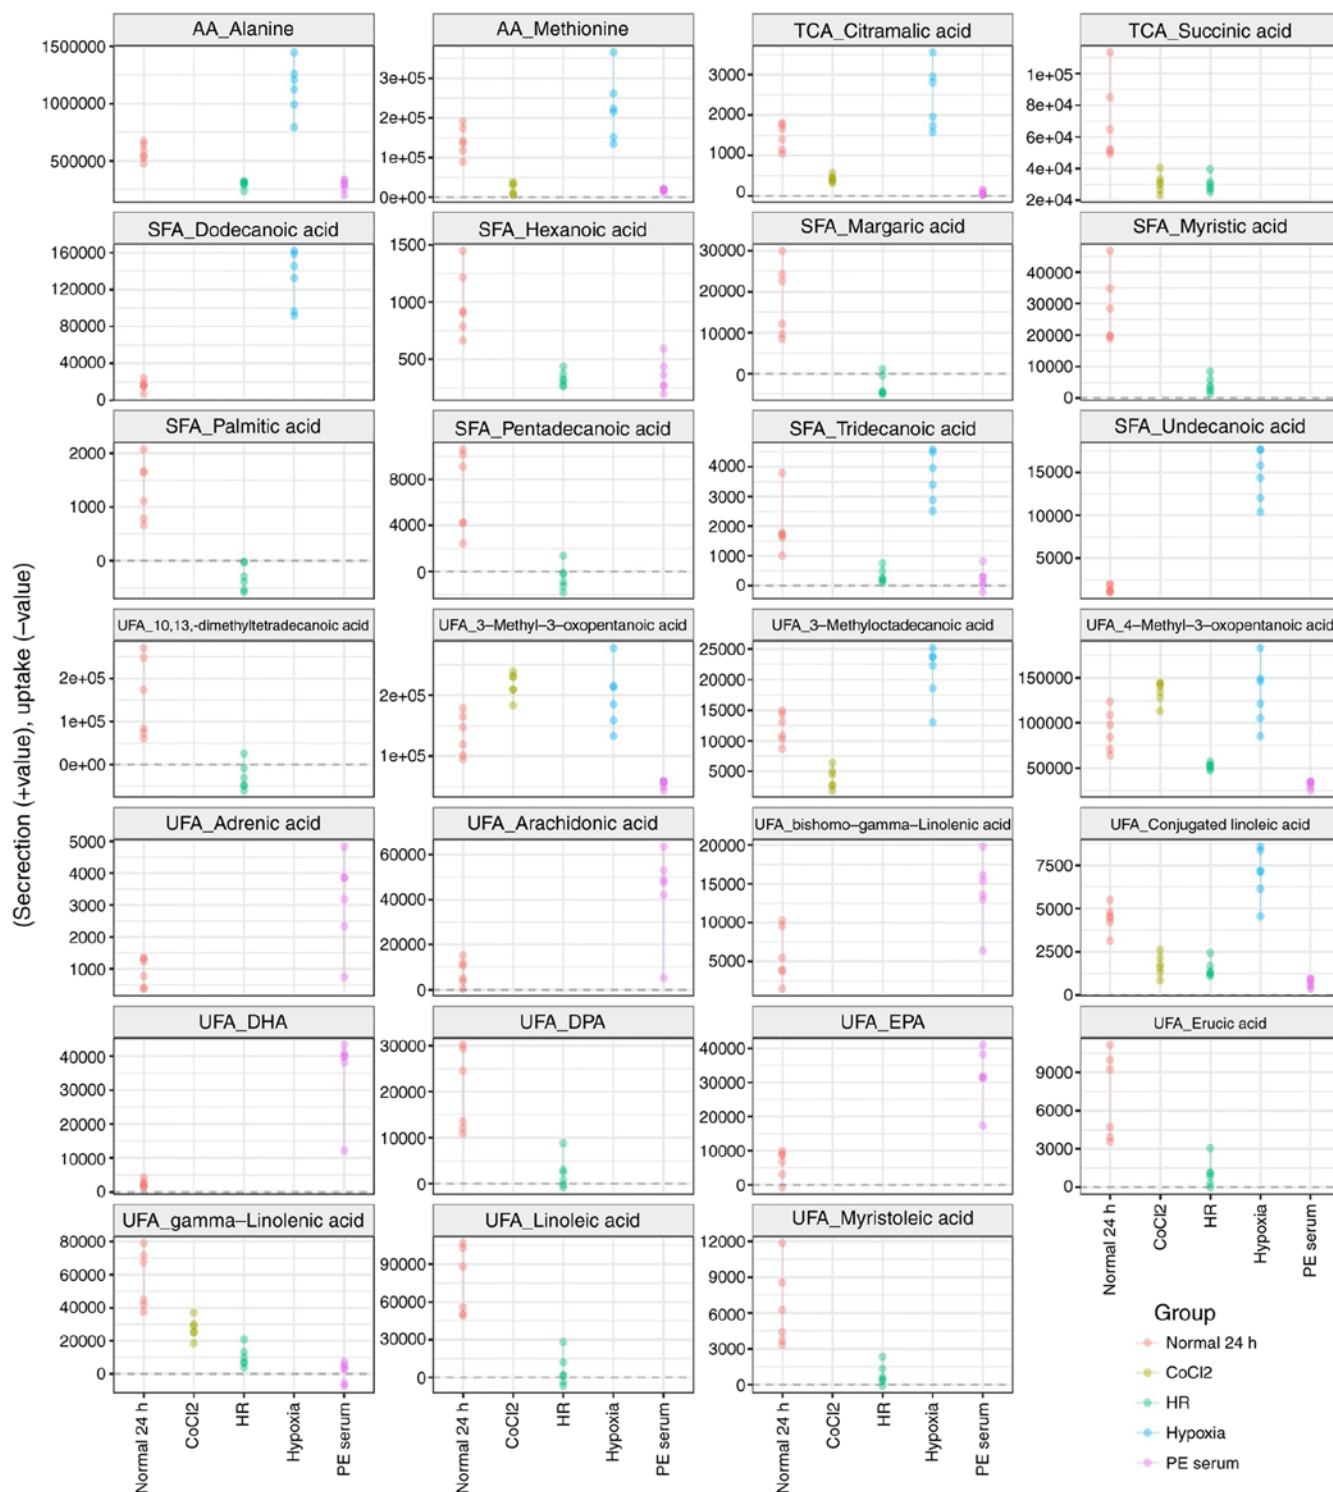 (Secrection (+value), uptake (−value)
AA_Alanine
1500000
1000000
500000
AA_Methionine
3e+05
2e+05
1e+05
0e+00
TCA_Citramalic acid
3000
2000
1000
0
TCA_Succinic acid
1e+05
8e+04
6e+04
4e+04
2e+04
SFA_Dodecanoic acid
160000
120000
80000
40000
0
SFA_Hexanoic acid
1500
1000
500
SFA_Margaric acid
30000
20000
10000
0
SFA_Myristic acid
40000
30000
20000
10000
0
SFA_Palmitic acid
2000
1000
0
SFA_Pentadecanoic acid
8000
4000
0
SFA_Tridecanoic acid
4000
3000
2000
1000
0
SFA_Undecanoic acid
15000
10000
5000
UFA_10,13,-dimethyltetradecanoic acid
2e+05
1e+05
0e+00
UFA_3−Methyl−3−oxopentanoic acid
2e+05
1e+05
UFA_3−Methyloctadecanoic acid
25000
20000
15000
10000
5000
UFA_4−Methyl−3−oxopentanoic acid
150000
100000
50000
UFA_Adrenic acid
5000
4000
3000
2000
1000
UFA_Arachidonic acid
60000
40000
20000
0
UFA_bishomo−gamma−Linolenic acid
20000
15000
10000
5000
UFA_Conjugated linoleic acid
7500
5000
2500
0
UFA_DHA
40000
30000
20000
10000
0
UFA_DPA
30000
20000
10000
0
UFA_EPA
40000
30000
20000
10000
0
UFA_Erucic acid
9000
6000
3000
0
Normal 24 h
CoCl2
HR
Hypoxia
PE serum
UFA_gamma−Linolenic acid
80000
60000
40000
20000
0
Normal 24 h
CoCl2
HR
Hypoxia
PE serum
UFA_Linoleic acid
90000
60000
30000
0
Normal 24 h
CoCl2
HR
Hypoxia
PE serum
UFA_Myristoleic acid
12000
9000
6000
3000
0
Normal 24 h
CoCl2
HR
Hypoxia
PE serum
Group
Normal 24 h
CoCl2
HR
Hypoxia
PE serum